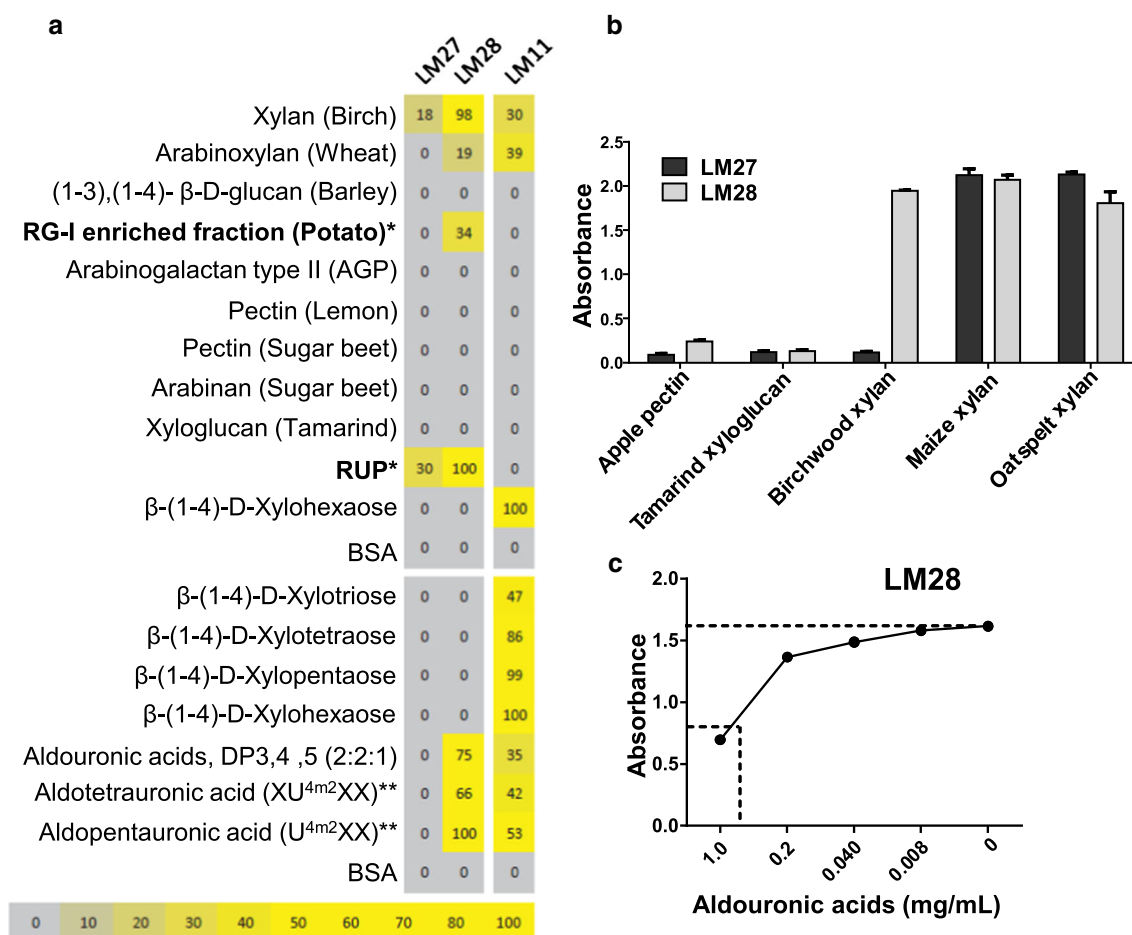 a
LM27 LM28 LM11
Xylan (Birch) 18 98 30
Arabinoxylan (Wheat) 0 19 39
(1-3),(1-4)- β-D-glucan (Barley) 0 0 0
RG-I enriched fraction (Potato)* 0 34 0
Arabinogalactan type II (AGP) 0 0 0
Pectin (Lemon) 0 0 0
Pectin (Sugar beet) 0 0 0
Arabinan (Sugar beet) 0 0 0
Xyloglucan (Tamarind) 0 0 0
RUP* 30 100 0
β-(1-4)-D-Xylohexaose 0 0 100
BSA 0 0 0
β-(1-4)-D-Xylotriose 0 0 47
β-(1-4)-D-Xylotetraose 0 0 86
β-(1-4)-D-Xylopentaose 0 0 99
β-(1-4)-D-Xylohexaose 0 0 100
Aldouronic acids, DP3,4 ,5 (2:2:1) 0 75 35
Aldotetrauronic acid (XU4m2XX)** 0 66 42
Aldopentauronic acid (U4m2XX)** 0 100 53
BSA 0 0 0
0 10 20 30 40 50 60 70 80 100
b
LM27
LM28
Absorbance
2.5
2.0
1.5
1.0
0.5
0.0
Apple pectin
Tamarind xyloglucan
Birchwood xylan
Maize xylan
Oatspelt xylan
c
LM28
Absorbance
2.0
1.5
1.0
0.5
0.0
1.0 0.2 0.040 0.008 0
Aldouronic acids (mg/mL)